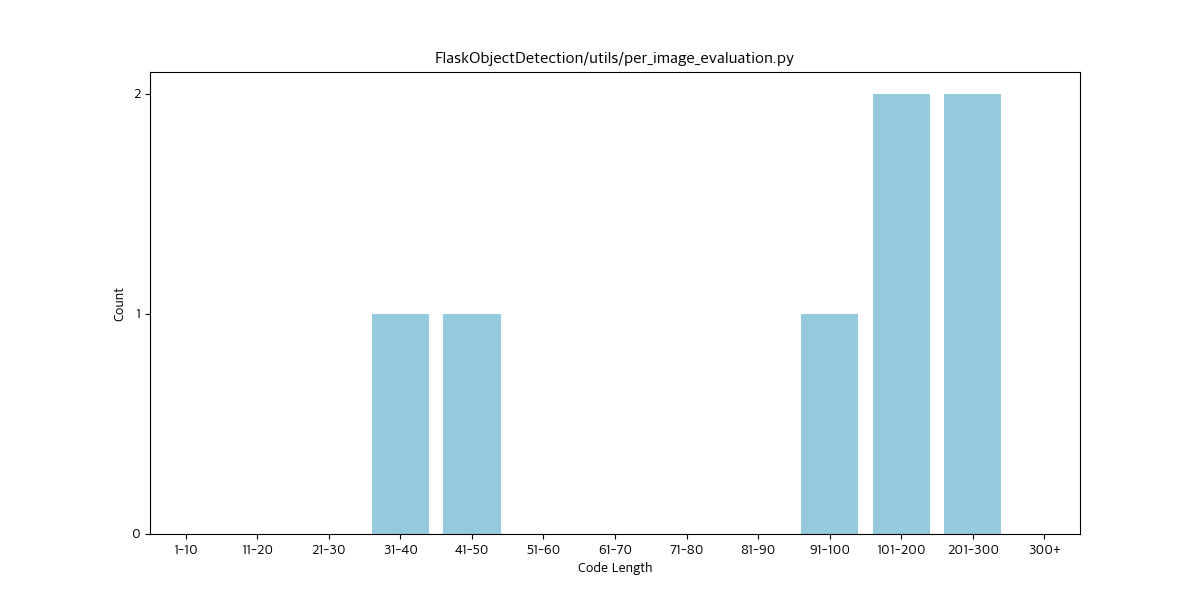 FlaskObjectDetection/utils/per_image_evaluation.py
2
1
0
Count
1-10 11-20 21-30 31-40 41-50 51-60 61-70 71-80 81-90 91-100 101-200 201-300 300+
Code Length